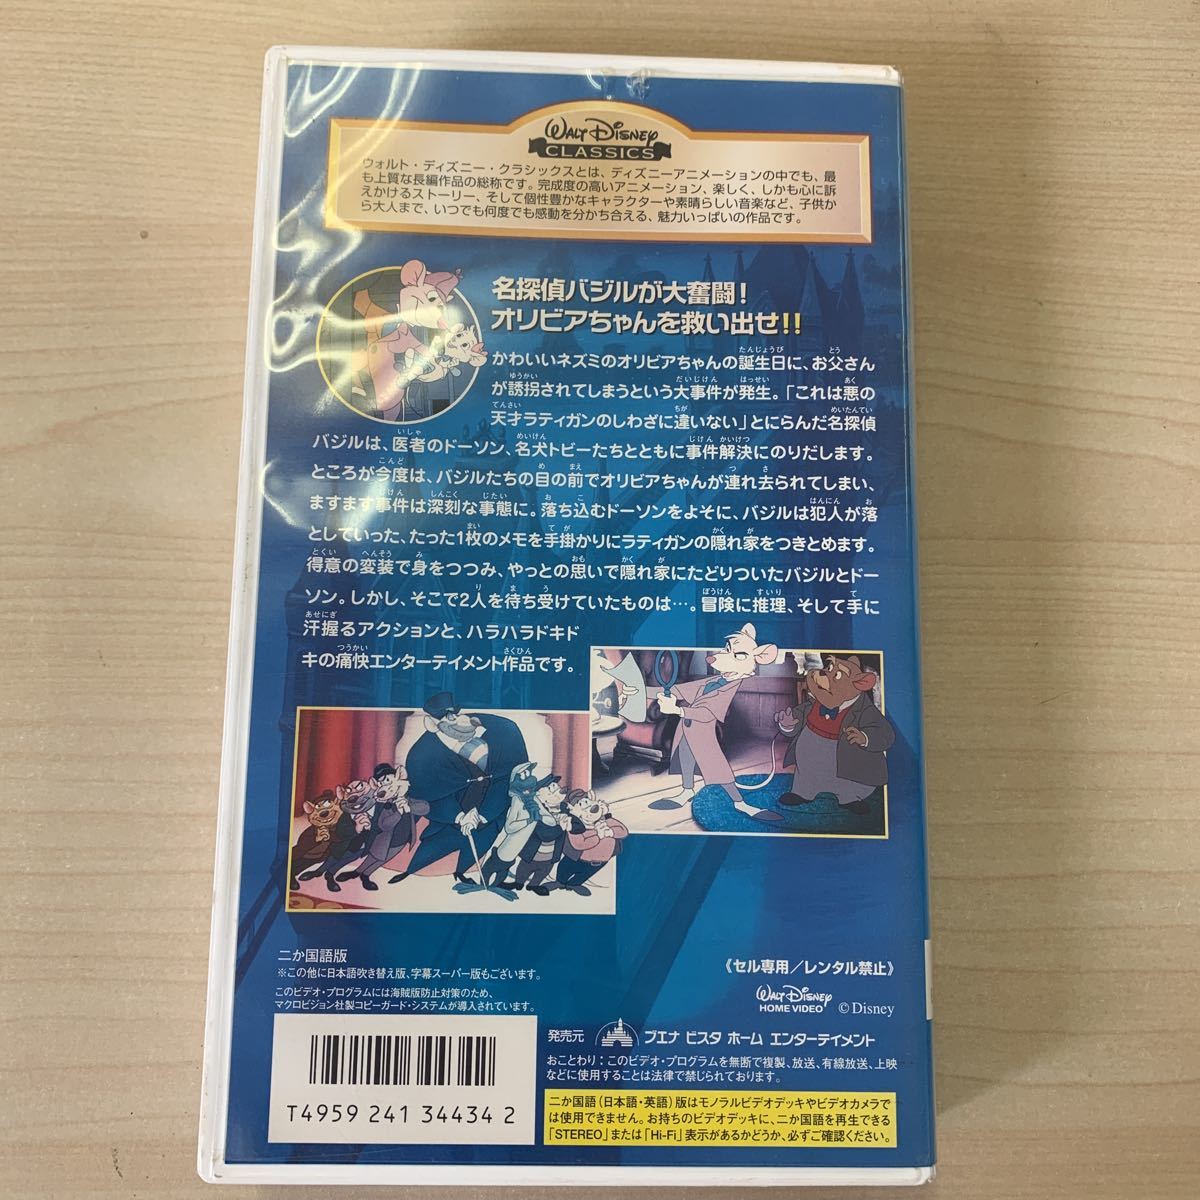 WALT DISNEY
CLASSICS
ウォルト・ディズニー・クラシックスとは、ディズニーアニメーションの中でも、最
も上質な長編作品の総称です。完成度の高いアニメーション、楽しく、しかも心に訴
えかけるストーリー、そして個性豊かなキャラクターや素晴らしい音楽など、子供か
ら大人まで、いつでも何度でも感動を分かち合える、魅力いっぱいの作品です。
名探偵バジルが大奮闘!
オリビアちゃんを救い出せ!!
かわいいネズミのオリビアちゃんの誕生日に、お父さん
が誘拐されてしまうという大事件が発生。「これは悪の
天才ラティガンのしわざに違いない」とにらんだ名探偵
バジルは、医者のドーソン、名犬トビーたちとともに事件解決にのりだします。
ところが今度は、バジルたちの目の前でオリビアちゃんが連れ去られてしまい、
ますます事件は深刻な事態に。落ち込むドーソンをよそに、バジルは犯人が落
としていった、たった1枚のメモを手掛かりにラティガンの隠れ家をつきとめます。
得意の変装で身をつつみ、やっとの思いで隠れ家にたどりついたバジルとドー
ソン。しかし、そこで2人を待ち受けていたものは…。冒険に推理、そして手に
汗握るアクションと、ハラハラドキド
キの痛快エンターテイメント作品です。
二か国語版
※この他に日本語吹き替え版、字幕スーパー版もございます。
このビデオ・プログラムには海賊版防止対策のため、
マクロビジョン社製コピーガード・システムが導入されています。
《セル専用/レンタル禁止》
WALT DISNEY
HOME VIDEO
©Disney
発売元 ブエナ ビスタ ホーム エンターテイメント
おことわり:このビデオ・プログラムを無断で複製、放送、有線放送、上映
などに使用することは法律で禁じられております。
T4959 241 34434 2
二か国語(日本語・英語)版はモノラルビデオデッキやビデオカメラで
は使用できません。お持ちのビデオデッキに、二か国語を再生できる
「STEREO」または「Hi-Fi」表示があるかどうか、必ずご確認ください。